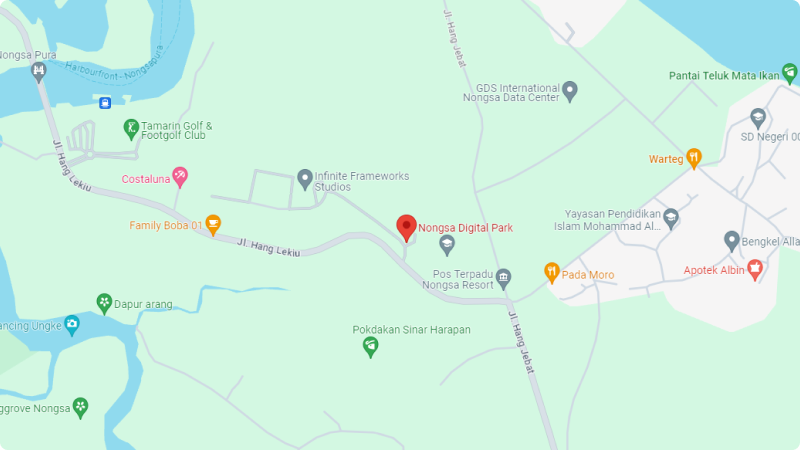 Jl. Hang Jebat
Nongsa Pura
Harbourfront - Nongsapura
Pantai Teluk Mata Ikan
GDS International
Nongsa Data Center
Tamarin Golf &
Footgolf Club
SD Negeri 00
Jl. Hang Lekiu
Warteg
Costaluna
Infinite Frameworks
Studios
Yayasan Pendidikan
Islam Mohammad Al...
Family Boba 01
Nongsa Digital Park
Jl. Hang Lekiu
Bengkel Alla
Pos Terpadu
Nongsa Resort
Pada Moro
Apotek Albin
Dapur arang
ancing Ungke
Pokdakan Sinar Harapan
Jl. Hang Jebat
ggrove Nongsa